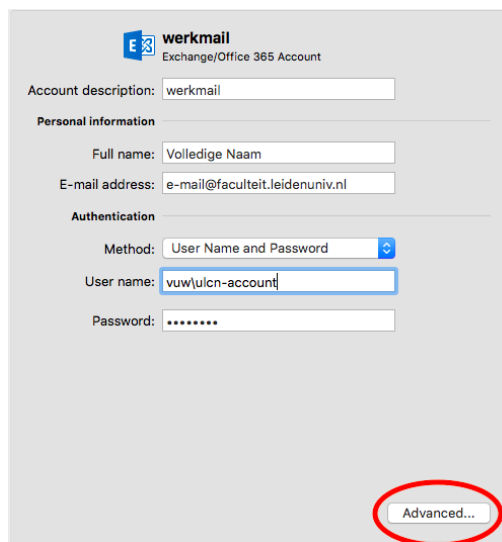 werkmail
Exchange/Office 365 Account
Account description: werkmail
Personal information
Full name: Volledige Naam
E-mail address: e-mail@faculteit.leidenuniv.nl
Authentication
Method: User Name and Password
User name: vuw\ulcn-account
Password: ••••••••
Advanced...